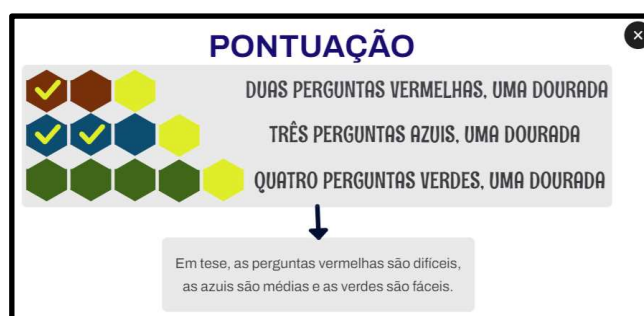 PONTUAÇÃO
DUAS PERGUNTAS VERMELHAS, UMA DOURADA
TRÊS PERGUNTAS AZUIS, UMA DOURADA
QUATRO PERGUNTAS VERDES, UMA DOURADA
Em tese, as perguntas vermelhas são difíceis,
as azuis são médias e as verdes são fáceis.